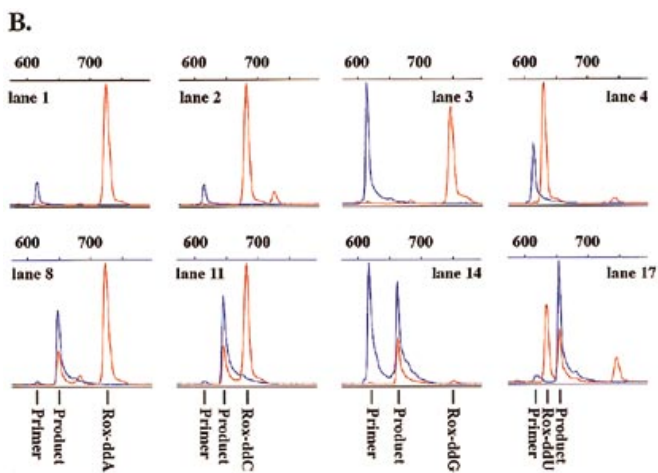 B.
600 700 600 700 600 700 600 700
lane 1 lane 2 lane 3 lane 4
600 700 600 700 600 700 600 700
lane 8 lane 11 lane 14 lane 17
Primer
Product
Rox-ddA
Primer
Product
Rox-ddC
Primer
Product
Rox-ddG
Primer
Rox-ddU
Product